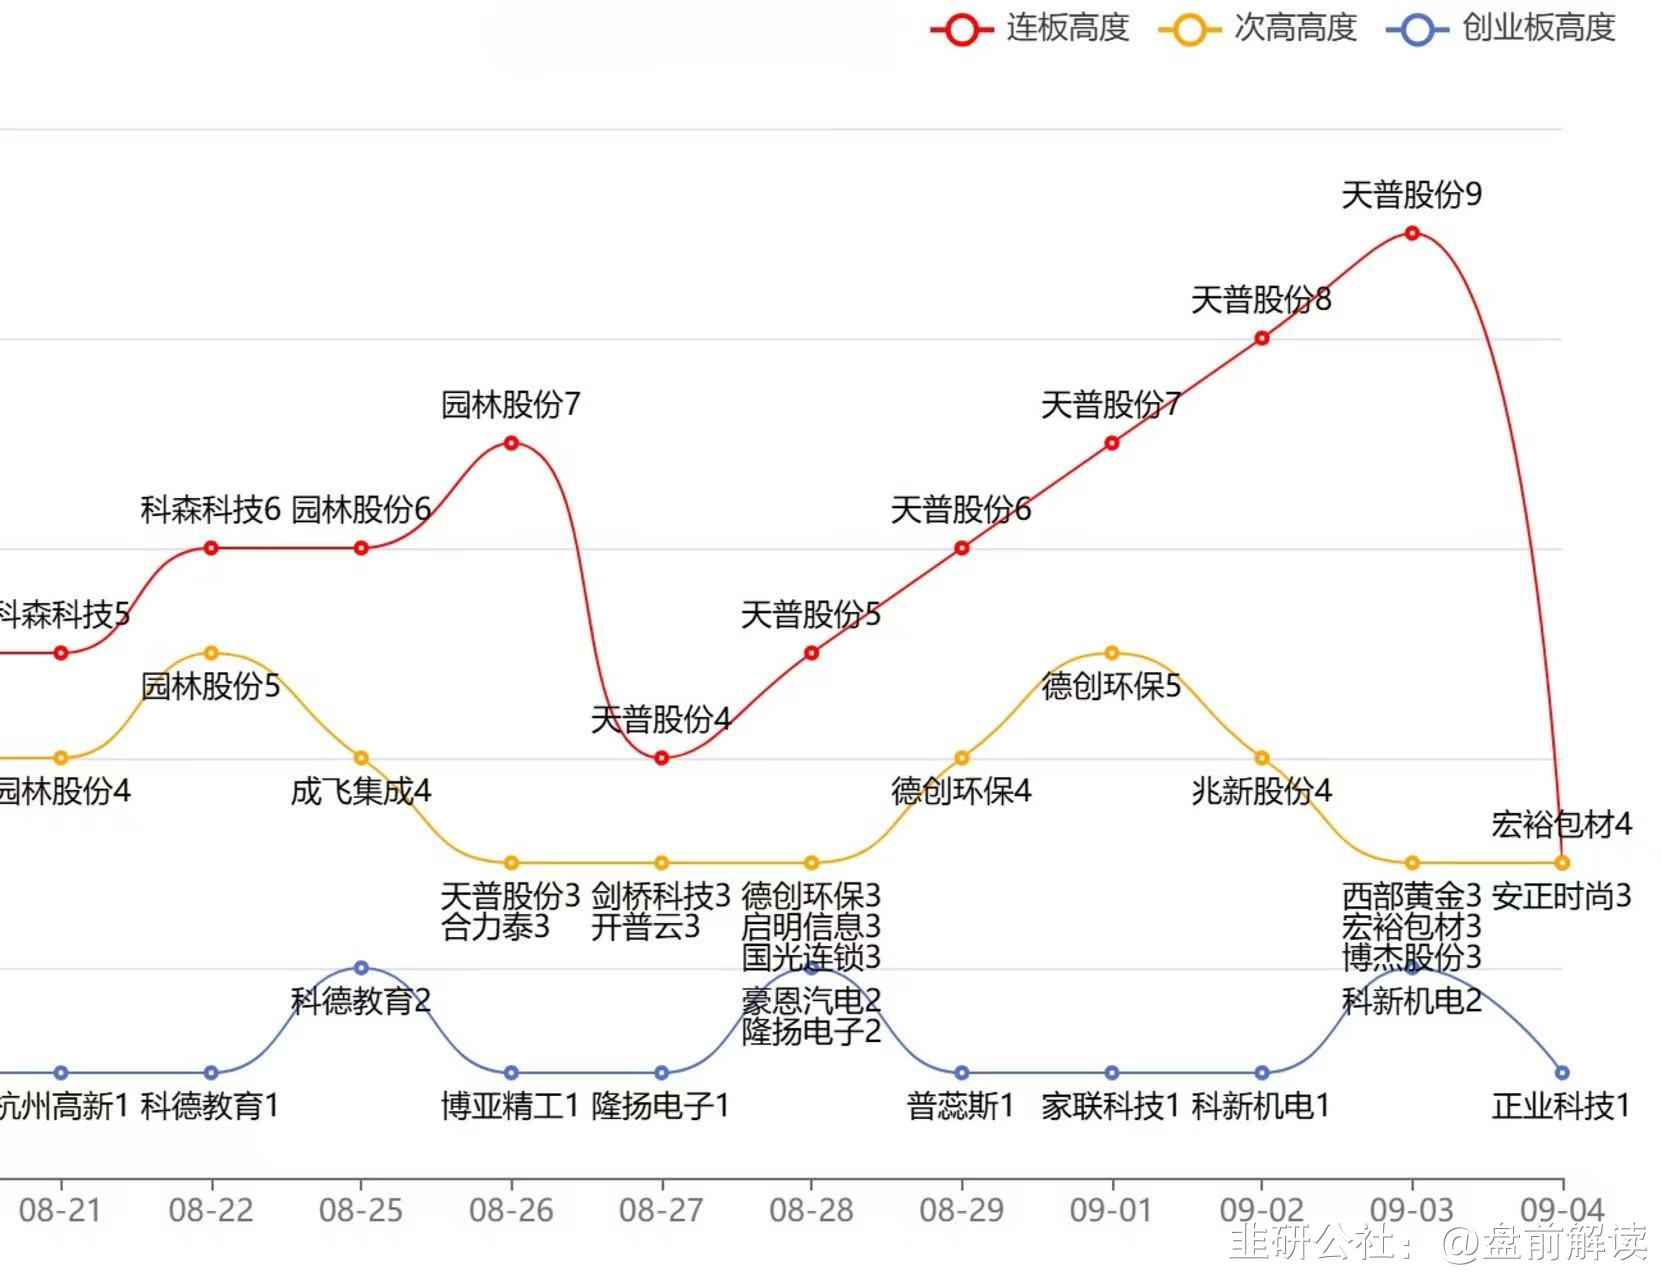 连板高度 次高高度 创业板高度
天普股份9
天普股份8
园林股份7 天普股份7
科森科技6 园林股份6 天普股份6
科森科技5 天普股份5
园林股份5 德创环保5
天普股份4
园林股份4 成飞集成4 德创环保4 兆新股份4
宏裕包材4
天普股份3 剑桥科技3 德创环保3 西部黄金3 安正时尚3
合力泰3 开普云3 启明信息3 宏裕包材3
国光连锁3 博杰股份3
科德教育2 豪恩汽电2 科新机电2
隆扬电子2
杭州高新1 科德教育1 博亚精工1 隆扬电子1 普蕊斯1 家联科技1 科新机电1 正业科技1
08-21 08-22 08-25 08-26 08-27 08-28 08-29 09-01 09-02 09-03 09-04
韭研公社：@盘前解读